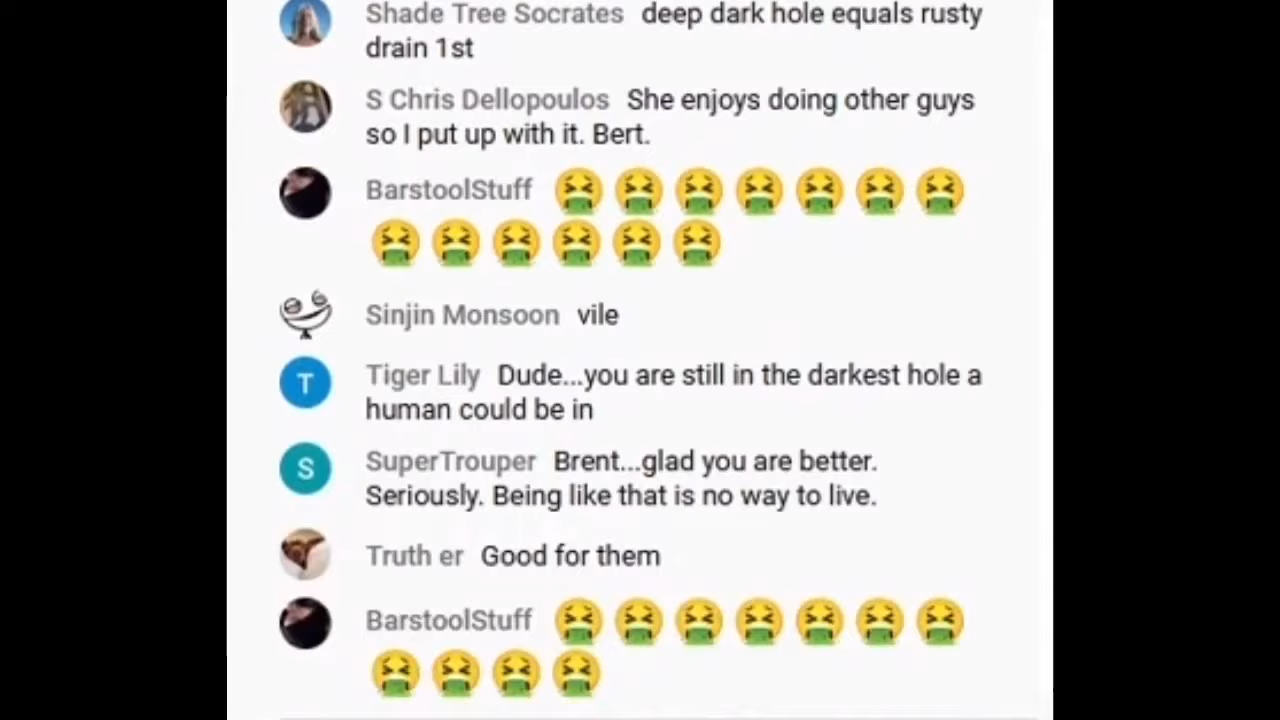 Shade Tree Socrates deep dark hole equals rusty
drain 1st
S Chris Dellopoulos She enjoys doing other guys
so I put up with it. Bert.
BarstoolStuff 🤮🤮🤮🤮🤮🤮🤮
🤮🤮🤮🤮🤮🤮
Sinjin Monsoon vile
T Tiger Lily Dude...you are still in the darkest hole a
human could be in
S SuperTrouper Brent...glad you are better.
Seriously. Being like that is no way to live.
Truth er Good for them
BarstoolStuff 🤮🤮🤮🤮🤮🤮🤮
🤮🤮🤮🤮